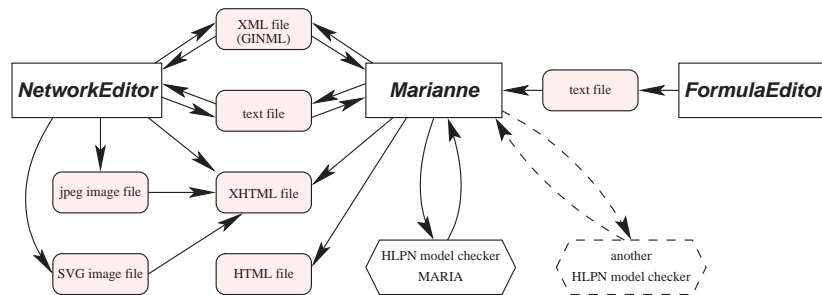 XML file
(GINML)
NetworkEditor
Marianne
text file
FormulaEditor
text file
jpeg image file
XHTML file
SVG image file
HTML file
HLPN model checker
MARIA
another
HLPN model checker